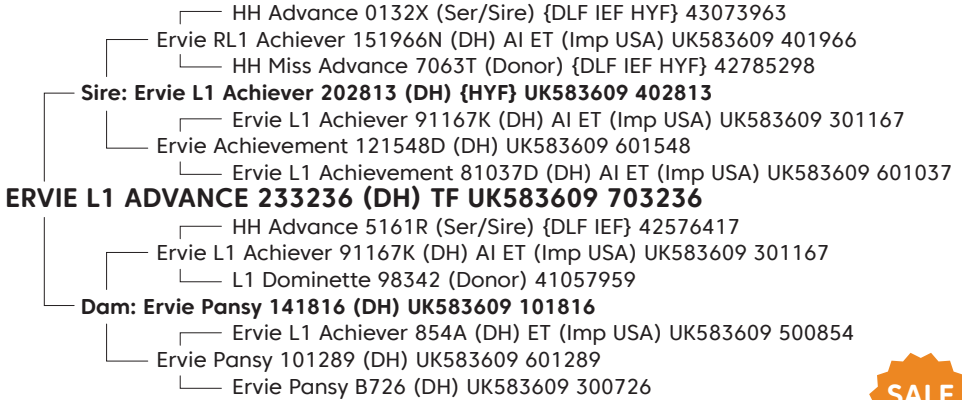 HH Advance 0132X (Ser/Sire) {DLF IEF HYF} 43073963
Ervie RL1 Achiever 151966N (DH) AI ET (Imp USA) UK583609 401966
HH Miss Advance 7063T (Donor) {DLF IEF HYF} 42785298
Sire: Ervie L1 Achiever 202813 (DH) {HYF} UK583609 402813
Ervie L1 Achiever 91167K (DH) AI ET (Imp USA) UK583609 301167
Ervie Achievement 121548D (DH) UK583609 601548
Ervie L1 Achievement 81037D (DH) AI ET (Imp USA) UK583609 601037
ERVIE L1 ADVANCE 233236 (DH) TF UK583609 703236
HH Advance 5161R (Ser/Sire) {DLF IEF} 42576417
Ervie L1 Achiever 91167K (DH) AI ET (Imp USA) UK583609 301167
L1 Dominette 98342 (Donor) 41057959
Dam: Ervie Pansy 141816 (DH) UK583609 101816
Ervie L1 Achiever 854A (DH) ET (Imp USA) UK583609 500854
Ervie Pansy 101289 (DH) UK583609 601289
Ervie Pansy B726 (DH) UK583609 300726
SALE